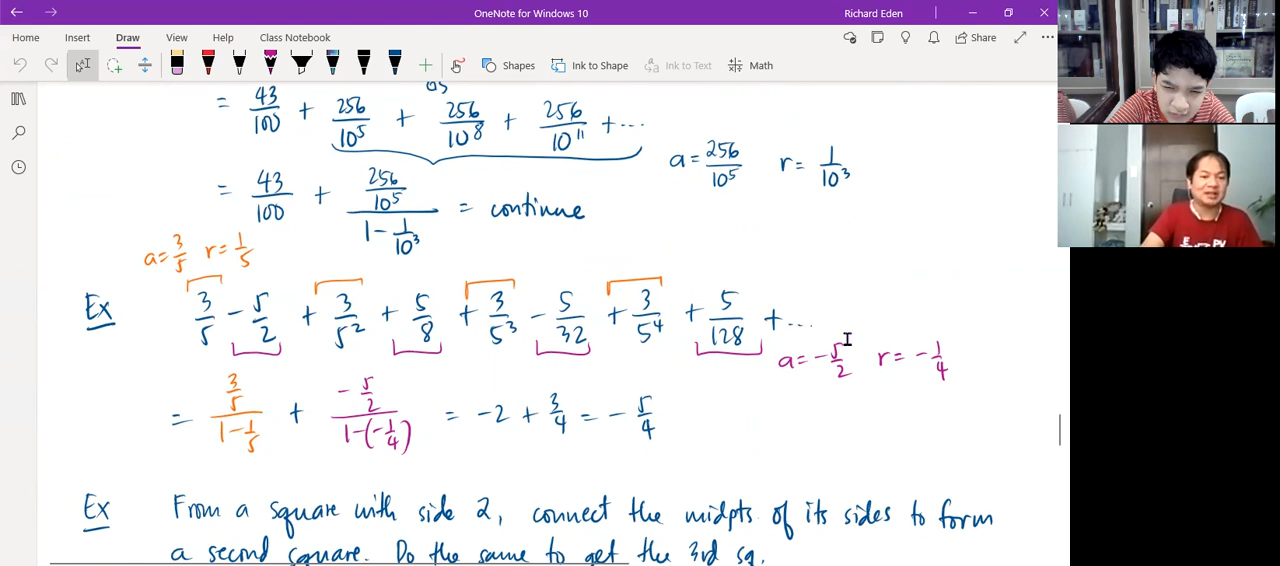 OneNote for Windows 10
Richard Eden
Home Insert Draw View Help Class Notebook
Share
Shapes Ink to Shape Ink to Text Math
= 43/100 + 256/10^5 + 256/10^8 + 256/10^11 + ...
a = 256/10^5 r = 1/10^3
= 43/100 + (256/10^5)/(1 - 1/10^3) = continue
a = 3/5 r = 1/5
Ex 3/5 - 5/2 + 3/5^2 + 5/8 + 3/5^3 - 5/32 + 3/5^4 + 5/128 + ...
a = -5/2 r = -1/4
= (3/5)/(1 - 1/5) + (-5/2)/(1 - (-1/4)) = -2 + 3/4 = -5/4
Ex From a square with side 2, connect the midpts of its sides to form
a second square. Do the same to get the 3rd sq.